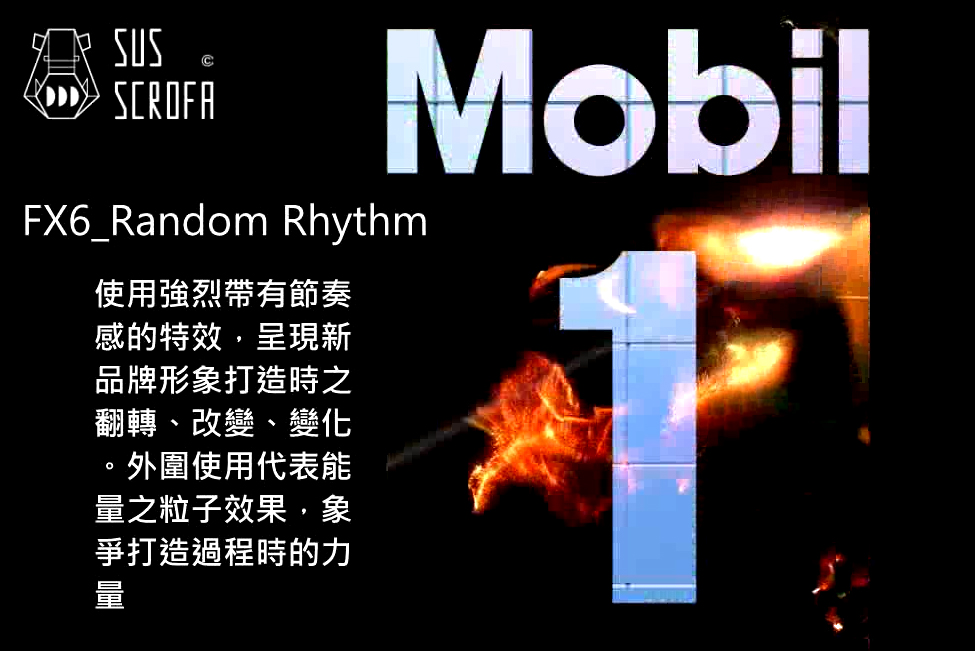 SUS
SCROFA ©
Mobil
1
FX6_Random Rhythm
使用強烈帶有節奏
感的特效，呈現新
品牌形象打造時之
翻轉、改變、變化
。外圍使用代表能
量之粒子效果，象
爭打造過程時的力
量